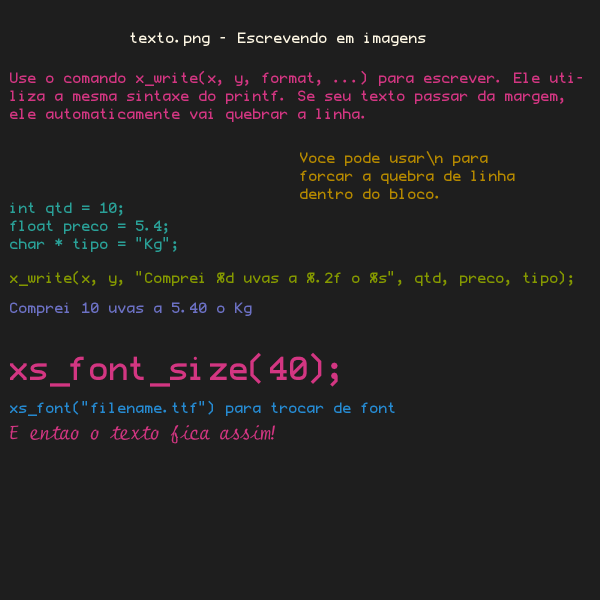 texto.png - Escrevendo em imagens
Use o comando x_write(x, y, format, ...) para escrever. Ele uti-
liza a mesma sintaxe do printf. Se seu texto passar da margem,
ele automaticamente vai quebrar a linha.
Voce pode usar\n para
forcar a quebra de linha
dentro do bloco.
int qtd = 10;
float preco = 5.4;
char * tipo = "Kg";
x_write(x, y, "Comprei %d uvas a %.2f o %s", qtd, preco, tipo);
Comprei 10 uvas a 5.40 o Kg
xs_font_size(40);
xs_font("filename.ttf") para trocar de font
E entao o texto fica assim!